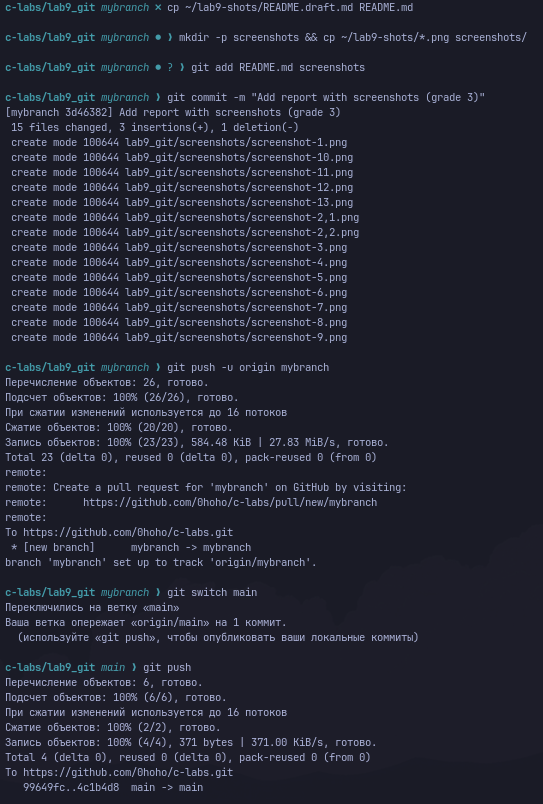 c-labs/lab9_git mybranch × cp ~/lab9-shots/README.draft.md README.md
c-labs/lab9_git mybranch ● ❯ mkdir -p screenshots && cp ~/lab9-shots/*.png screenshots/
c-labs/lab9_git mybranch ● ? ❯ git add README.md screenshots
c-labs/lab9_git mybranch ❯ git commit -m "Add report with screenshots (grade 3)"
[mybranch 3d46382] Add report with screenshots (grade 3)
 15 files changed, 3 insertions(+), 1 deletion(-)
 create mode 100644 lab9_git/screenshots/screenshot-1.png
 create mode 100644 lab9_git/screenshots/screenshot-10.png
 create mode 100644 lab9_git/screenshots/screenshot-11.png
 create mode 100644 lab9_git/screenshots/screenshot-12.png
 create mode 100644 lab9_git/screenshots/screenshot-13.png
 create mode 100644 lab9_git/screenshots/screenshot-2,1.png
 create mode 100644 lab9_git/screenshots/screenshot-2,2.png
 create mode 100644 lab9_git/screenshots/screenshot-3.png
 create mode 100644 lab9_git/screenshots/screenshot-4.png
 create mode 100644 lab9_git/screenshots/screenshot-5.png
 create mode 100644 lab9_git/screenshots/screenshot-6.png
 create mode 100644 lab9_git/screenshots/screenshot-7.png
 create mode 100644 lab9_git/screenshots/screenshot-8.png
 create mode 100644 lab9_git/screenshots/screenshot-9.png
c-labs/lab9_git mybranch ❯ git push -u origin mybranch
Перечисление объектов: 26, готово.
Подсчет объектов: 100% (26/26), готово.
При сжатии изменений используется до 16 потоков
Сжатие объектов: 100% (20/20), готово.
Запись объектов: 100% (23/23), 584.48 KiB | 27.83 MiB/s, готово.
Total 23 (delta 0), reused 0 (delta 0), pack-reused 0 (from 0)
remote:
remote: Create a pull request for 'mybranch' on GitHub by visiting:
remote:      https://github.com/0hoho/c-labs/pull/new/mybranch
remote:
To https://github.com/0hoho/c-labs.git
 * [new branch]      mybranch -> mybranch
branch 'mybranch' set up to track 'origin/mybranch'.
c-labs/lab9_git mybranch ❯ git switch main
Переключились на ветку «main»
Ваша ветка опережает «origin/main» на 1 коммит.
  (используйте «git push», чтобы опубликовать ваши локальные коммиты)
c-labs/lab9_git main ❯ git push
Перечисление объектов: 6, готово.
Подсчет объектов: 100% (6/6), готово.
При сжатии изменений используется до 16 потоков
Сжатие объектов: 100% (2/2), готово.
Запись объектов: 100% (4/4), 371 bytes | 371.00 KiB/s, готово.
Total 4 (delta 0), reused 0 (delta 0), pack-reused 0 (from 0)
To https://github.com/0hoho/c-labs.git
   99649fc..4c1b4d8  main -> main